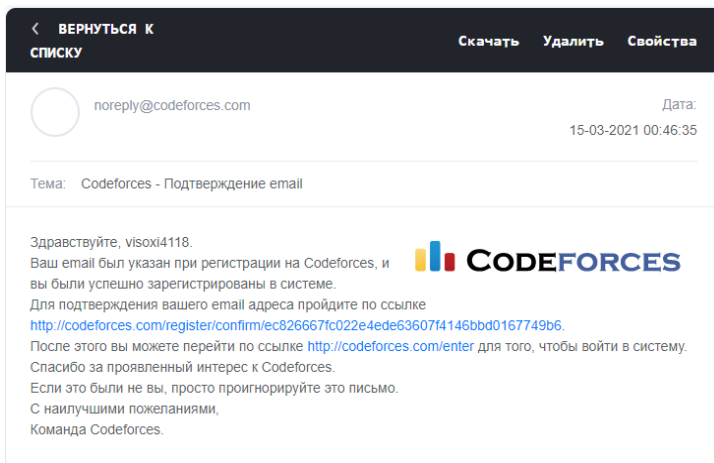 ВЕРНУТЬСЯ К
СПИСКУ
Скачать Удалить Свойства
noreply@codeforces.com
Дата:
15-03-2021 00:46:35
Тема: Codeforces - Подтверждение email
Здравствуйте, visoxi4118.
Ваш email был указан при регистрации на Codeforces, и
вы были успешно зарегистрированы в системе.
CODEFORCES
Для подтверждения вашего email адреса пройдите по ссылке
http://codeforces.com/register/confirm/ec826667fc022e4ede63607f4146bbd0167749b6.
После этого вы можете перейти по ссылке http://codeforces.com/enter для того, чтобы войти в систему.
Спасибо за проявленный интерес к Codeforces.
Если это были не вы, просто проигнорируйте это письмо.
С наилучшими пожеланиями,
Команда Codeforces.